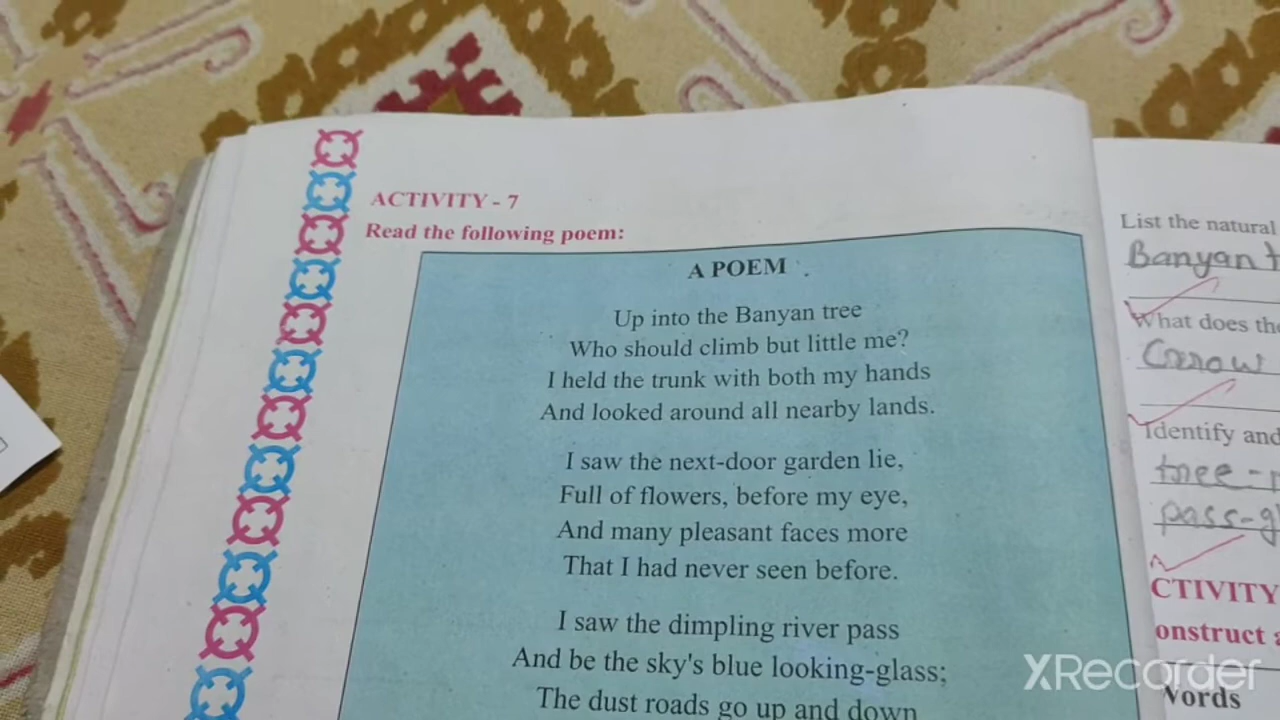 ACTIVITY - 7
Read the following poem:
A POEM
Up into the Banyan tree
Who should climb but little me?
I held the trunk with both my hands
And looked around all nearby lands.
I saw the next-door garden lie,
Full of flowers, before my eye,
And many pleasant faces more
That I had never seen before.
I saw the dimpling river pass
And be the sky's blue looking-glass;
The dust roads go up and down
List the natural
Banyan t
What does the
Identify and
tree-
pass-g
CTIVITY
onstruct a
Words
XRecorder